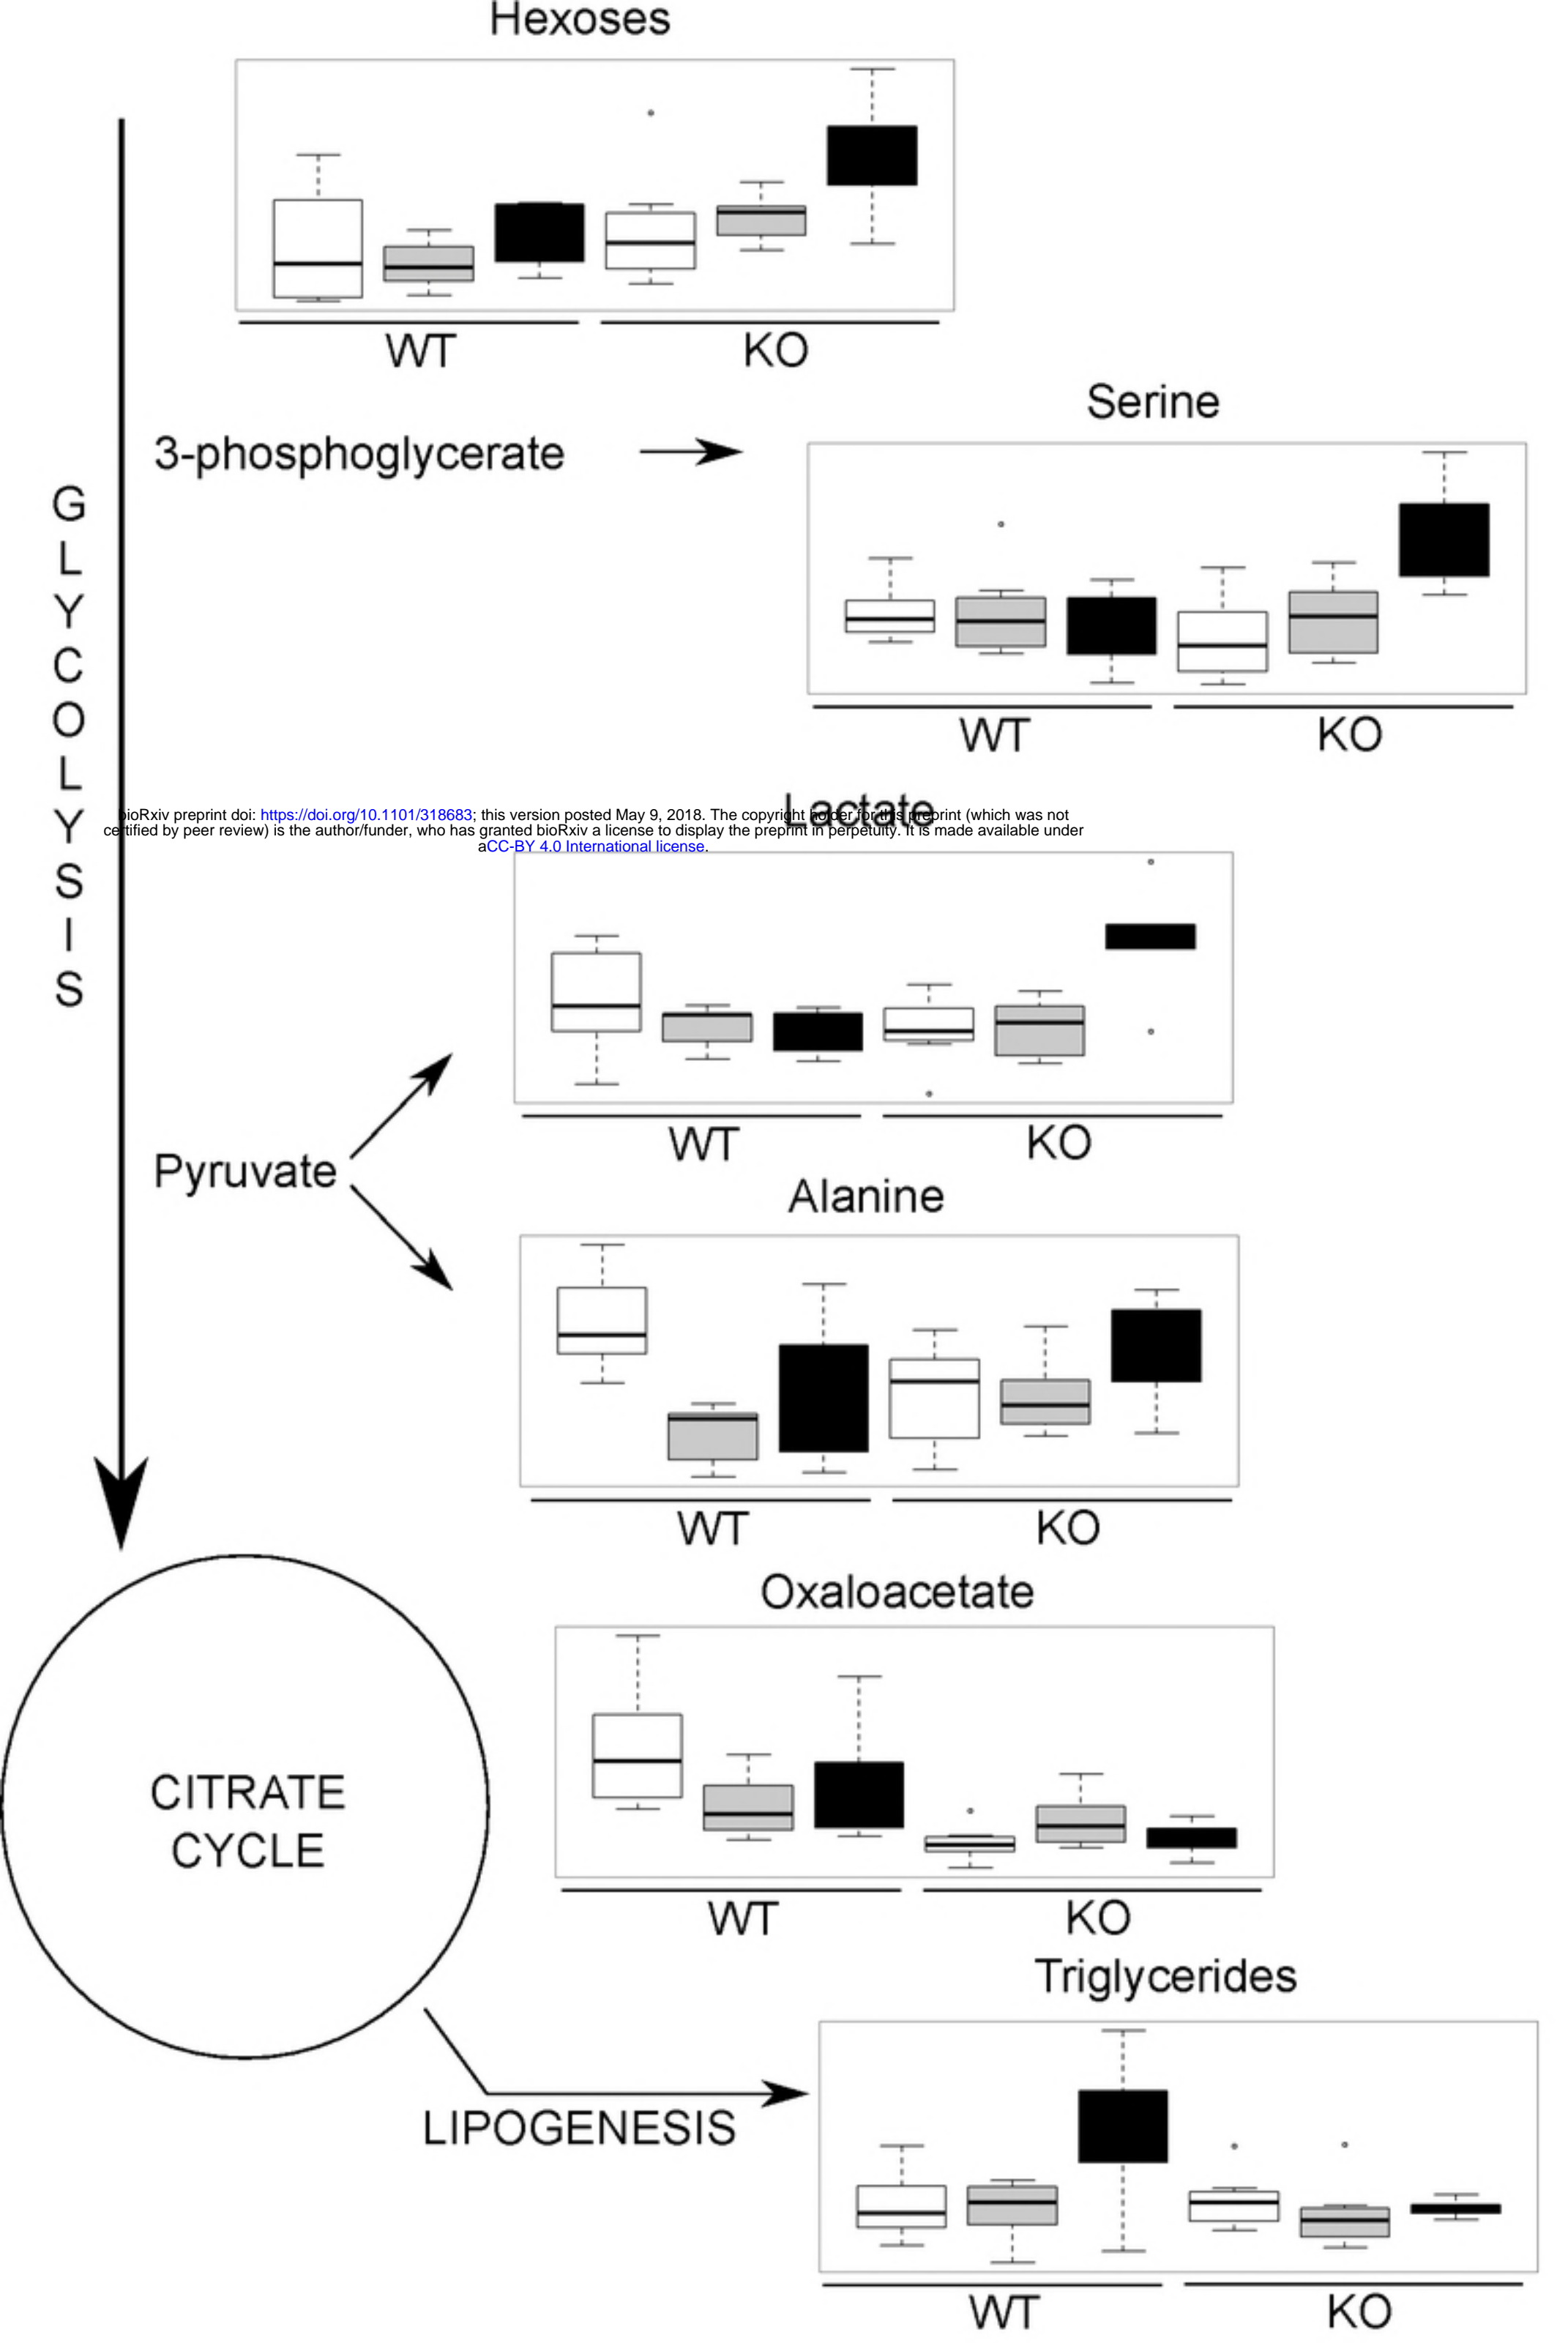 Hexoses
WT KO
3-phosphoglycerate
Serine
WT KO
GLYCOLYSIS
Lactate
bioRxiv preprint doi: https://doi.org/10.1101/318683; this version posted May 9, 2018. The copyright holder for this preprint (which was not
certified by peer review) is the author/funder, who has granted bioRxiv a license to display the preprint in perpetuity. It is made available under
aCC-BY 4.0 International license.
WT KO
Pyruvate
Alanine
WT KO
Oxaloacetate
CITRATE
CYCLE
WT KO
Triglycerides
LIPOGENESIS
WT KO